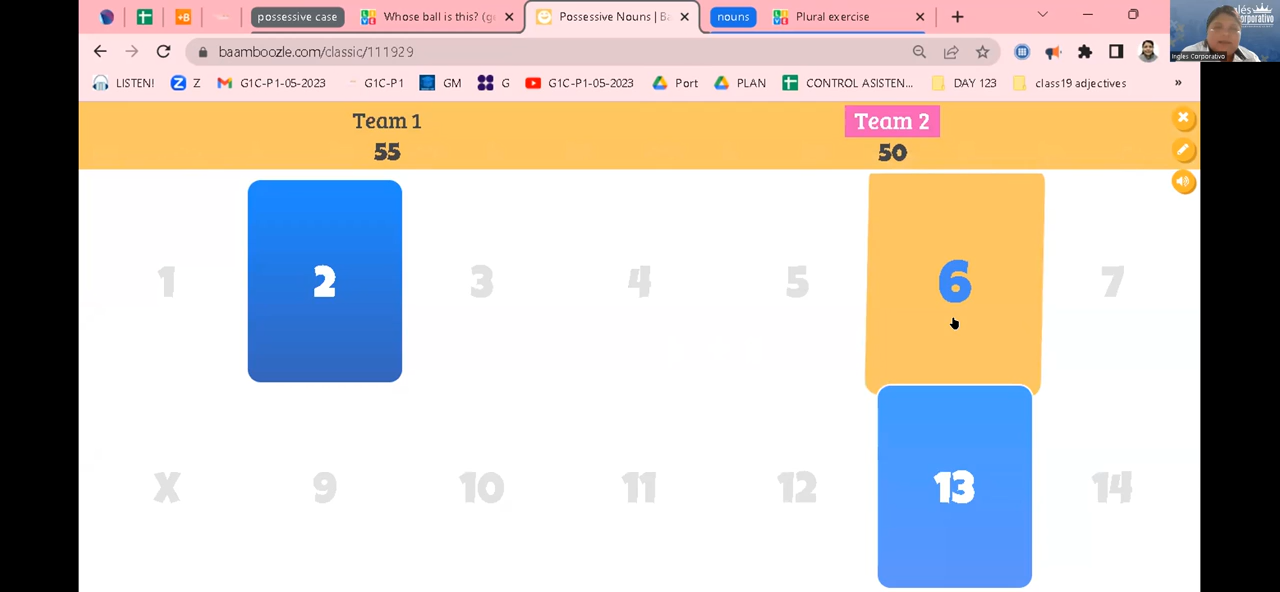 possessive case
Whose ball is this? (g
Possessive Nouns | Ba
nouns
Plural exercise
baamboozle.com/classic/111929
LISTEN!
Z
G1C-P1-05-2023
G1C-P1
GM
G
G1C-P1-05-2023
Port
PLAN
CONTROL ASISTEN...
DAY 123
class19 adjectives
»
Team 1
Team 2
55
50
1
2
3
4
5
6
7
X
9
10
11
12
13
14
Ingles Corporativo